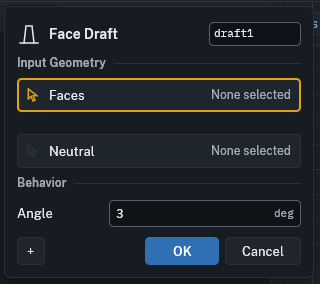 Face Draft
draft1
Input Geometry
Faces None selected
Neutral None selected
Behavior
Angle 3 deg
+ OK Cancel